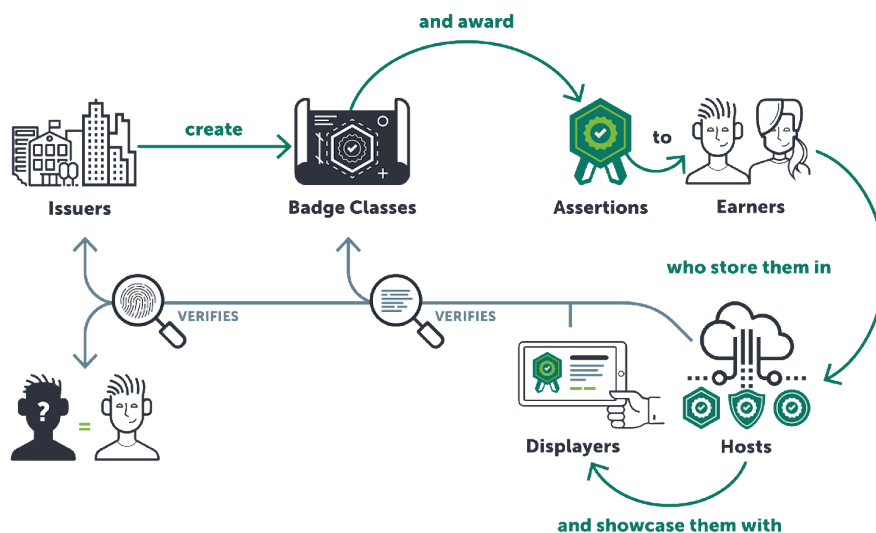 and award
create
to
Issuers
Badge Classes
Assertions
Earners
who store them in
VERIFIES
VERIFIES
?
=
Displayers
Hosts
and showcase them with